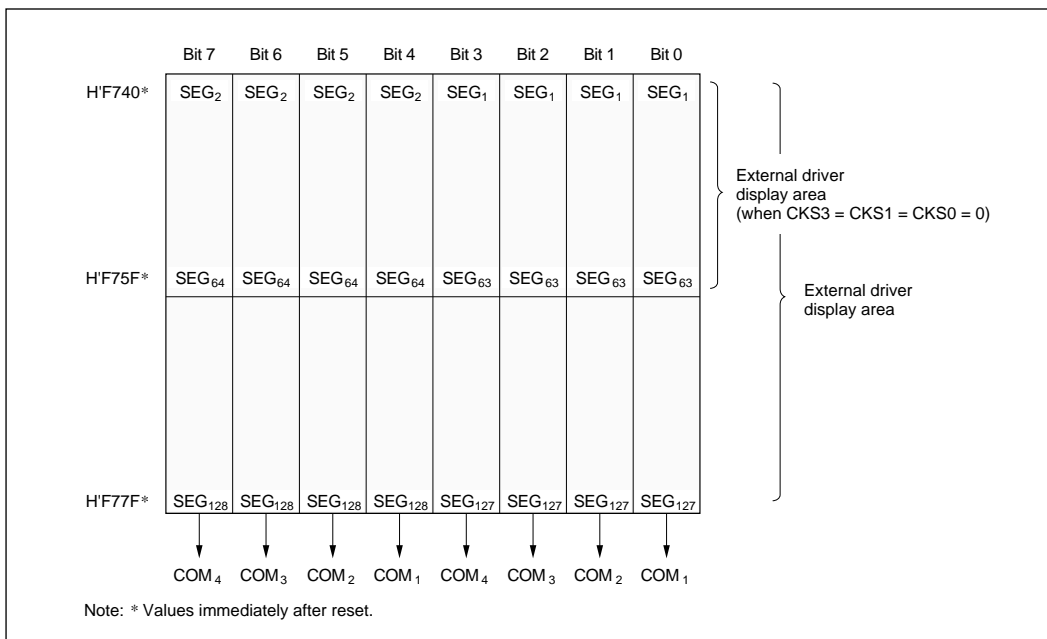 Bit 7 Bit 6 Bit 5 Bit 4 Bit 3 Bit 2 Bit 1 Bit 0
H'F740* SEG₂ SEG₂ SEG₂ SEG₂ SEG₁ SEG₁ SEG₁ SEG₁
External driver
display area
(when CKS3 = CKS1 = CKS0 = 0)
H'F75F* SEG₆₄ SEG₆₄ SEG₆₄ SEG₆₄ SEG₆₃ SEG₆₃ SEG₆₃ SEG₆₃
External driver
display area
H'F77F* SEG₁₂₈ SEG₁₂₈ SEG₁₂₈ SEG₁₂₈ SEG₁₂₇ SEG₁₂₇ SEG₁₂₇ SEG₁₂₇
COM₄ COM₃ COM₂ COM₁ COM₄ COM₃ COM₂ COM₁
Note: * Values immediately after reset.